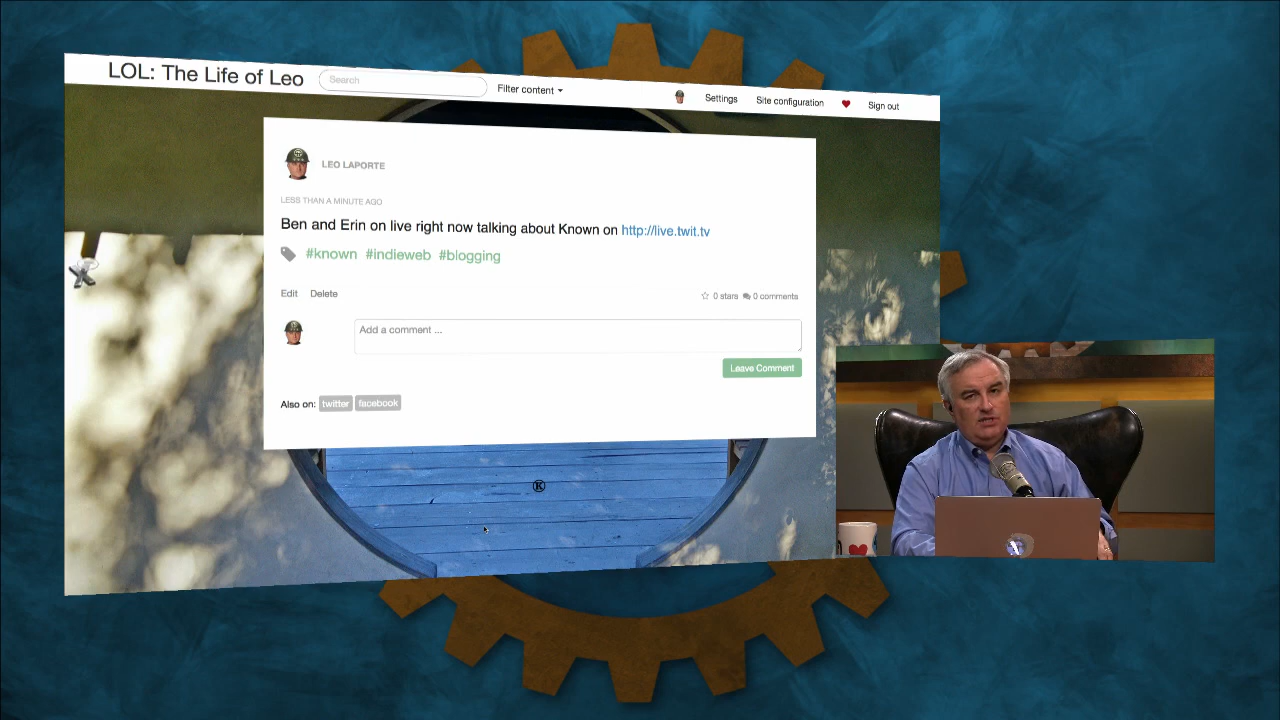 LOL: The Life of Leo
Search
Filter content
Settings
Site configuration
Sign out
LEO LAPORTE
LESS THAN A MINUTE AGO
Ben and Erin on live right now talking about Known on http://live.twit.tv
#known #indieweb #blogging
Edit Delete
0 stars 0 comments
Add a comment ...
Leave Comment
Also on: twitter facebook
K